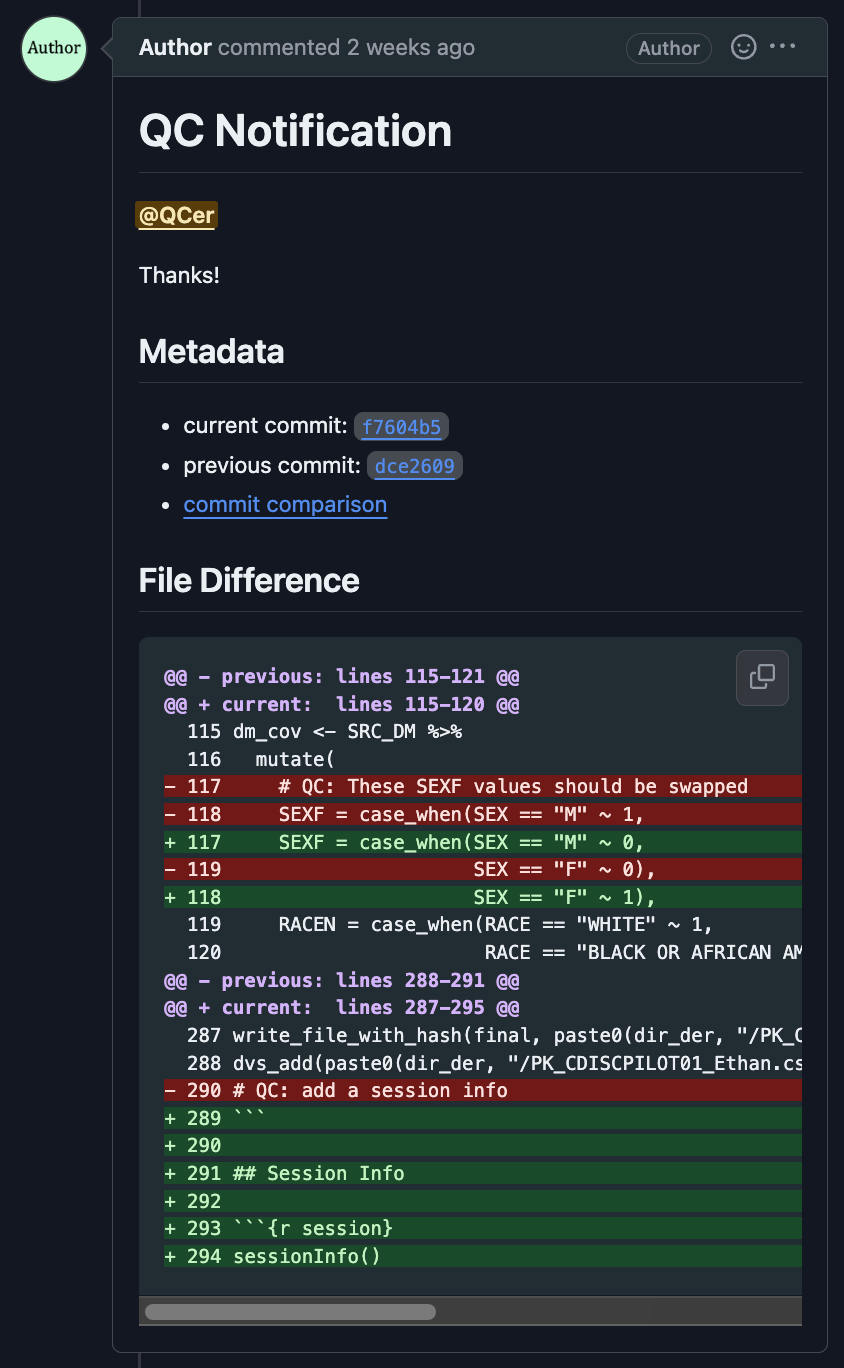 Author
Author commented 2 weeks ago
Author
QC Notification
@QCer
Thanks!
Metadata
• current commit: f7604b5
• previous commit: dce2609
• commit comparison
File Difference
@@ - previous: lines 115-121 @@
@@ + current:  lines 115-120 @@
  115 dm_cov <- SRC_DM %>%
  116   mutate(
- 117     # QC: These SEXF values should be swapped
- 118     SEXF = case_when(SEX == "M" ~ 1,
+ 117     SEXF = case_when(SEX == "M" ~ 0,
- 119                      SEX == "F" ~ 0),
+ 118                      SEX == "F" ~ 1),
  119     RACEN = case_when(RACE == "WHITE" ~ 1,
  120                       RACE == "BLACK OR AFRICAN AM
@@ - previous: lines 288-291 @@
@@ + current:  lines 287-295 @@
  287 write_file_with_hash(final, paste0(dir_der, "/PK_C
  288 dvs_add(paste0(dir_der, "/PK_CDISCPILOT01_Ethan.cs
- 290 # QC: add a session info
+ 289 ```
+ 290
+ 291 ## Session Info
+ 292
+ 293 ```{r session}
+ 294 sessionInfo()